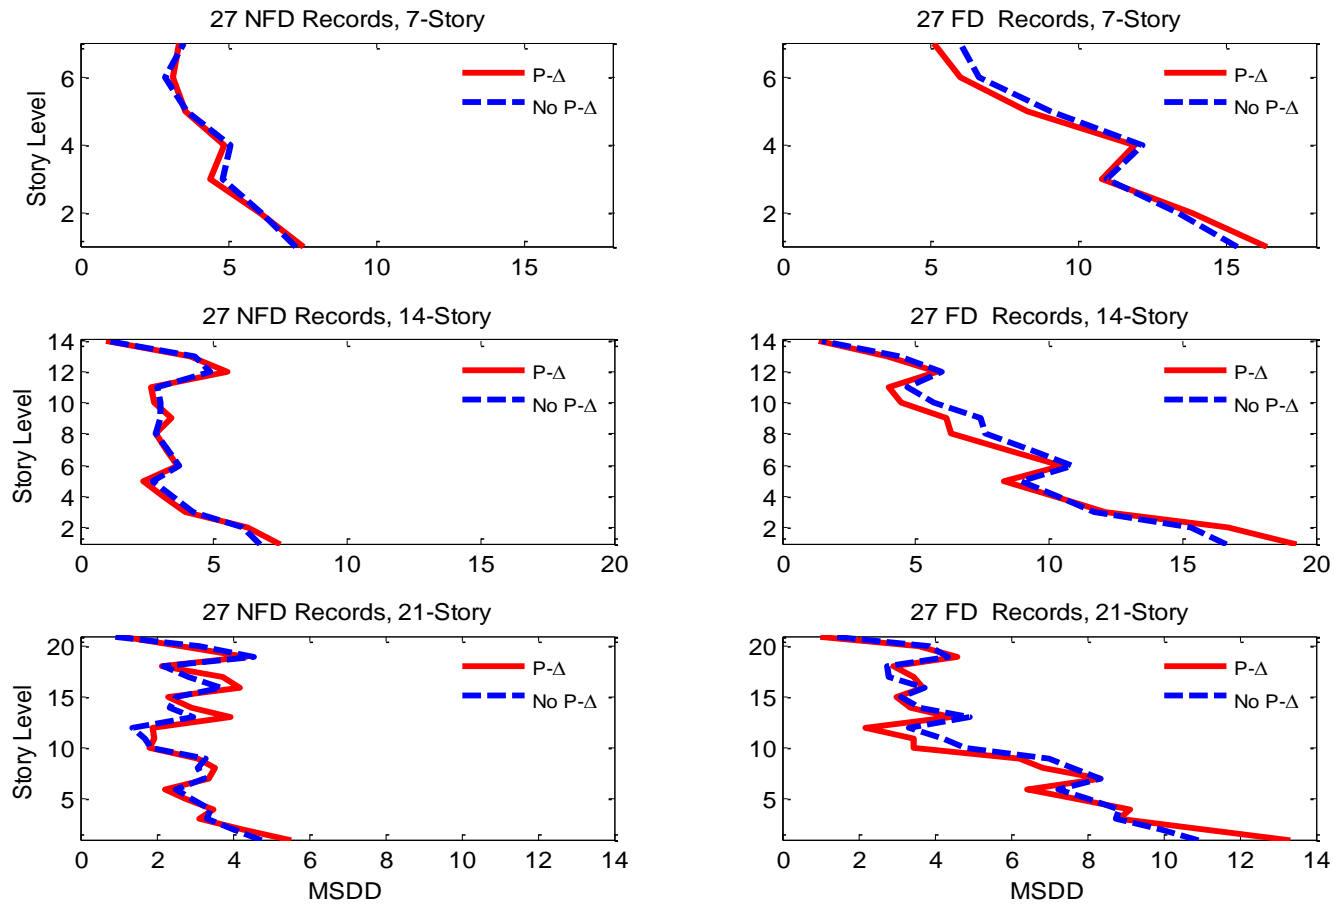 27 NFD Records, 7-Story
27 FD Records, 7-Story
Story Level
6
4
2
P-Δ
No P-Δ
0 5 10 15
6
4
2
P-Δ
No P-Δ
0 5 10 15
27 NFD Records, 14-Story
27 FD Records, 14-Story
Story Level
14
12
10
8
6
4
2
P-Δ
No P-Δ
0 5 10 15 20
14
12
10
8
6
4
2
P-Δ
No P-Δ
0 5 10 15 20
27 NFD Records, 21-Story
27 FD Records, 21-Story
Story Level
20
15
10
5
P-Δ
No P-Δ
0 2 4 6 8 10 12 14
MSDD
20
15
10
5
P-Δ
No P-Δ
0 2 4 6 8 10 12 14
MSDD